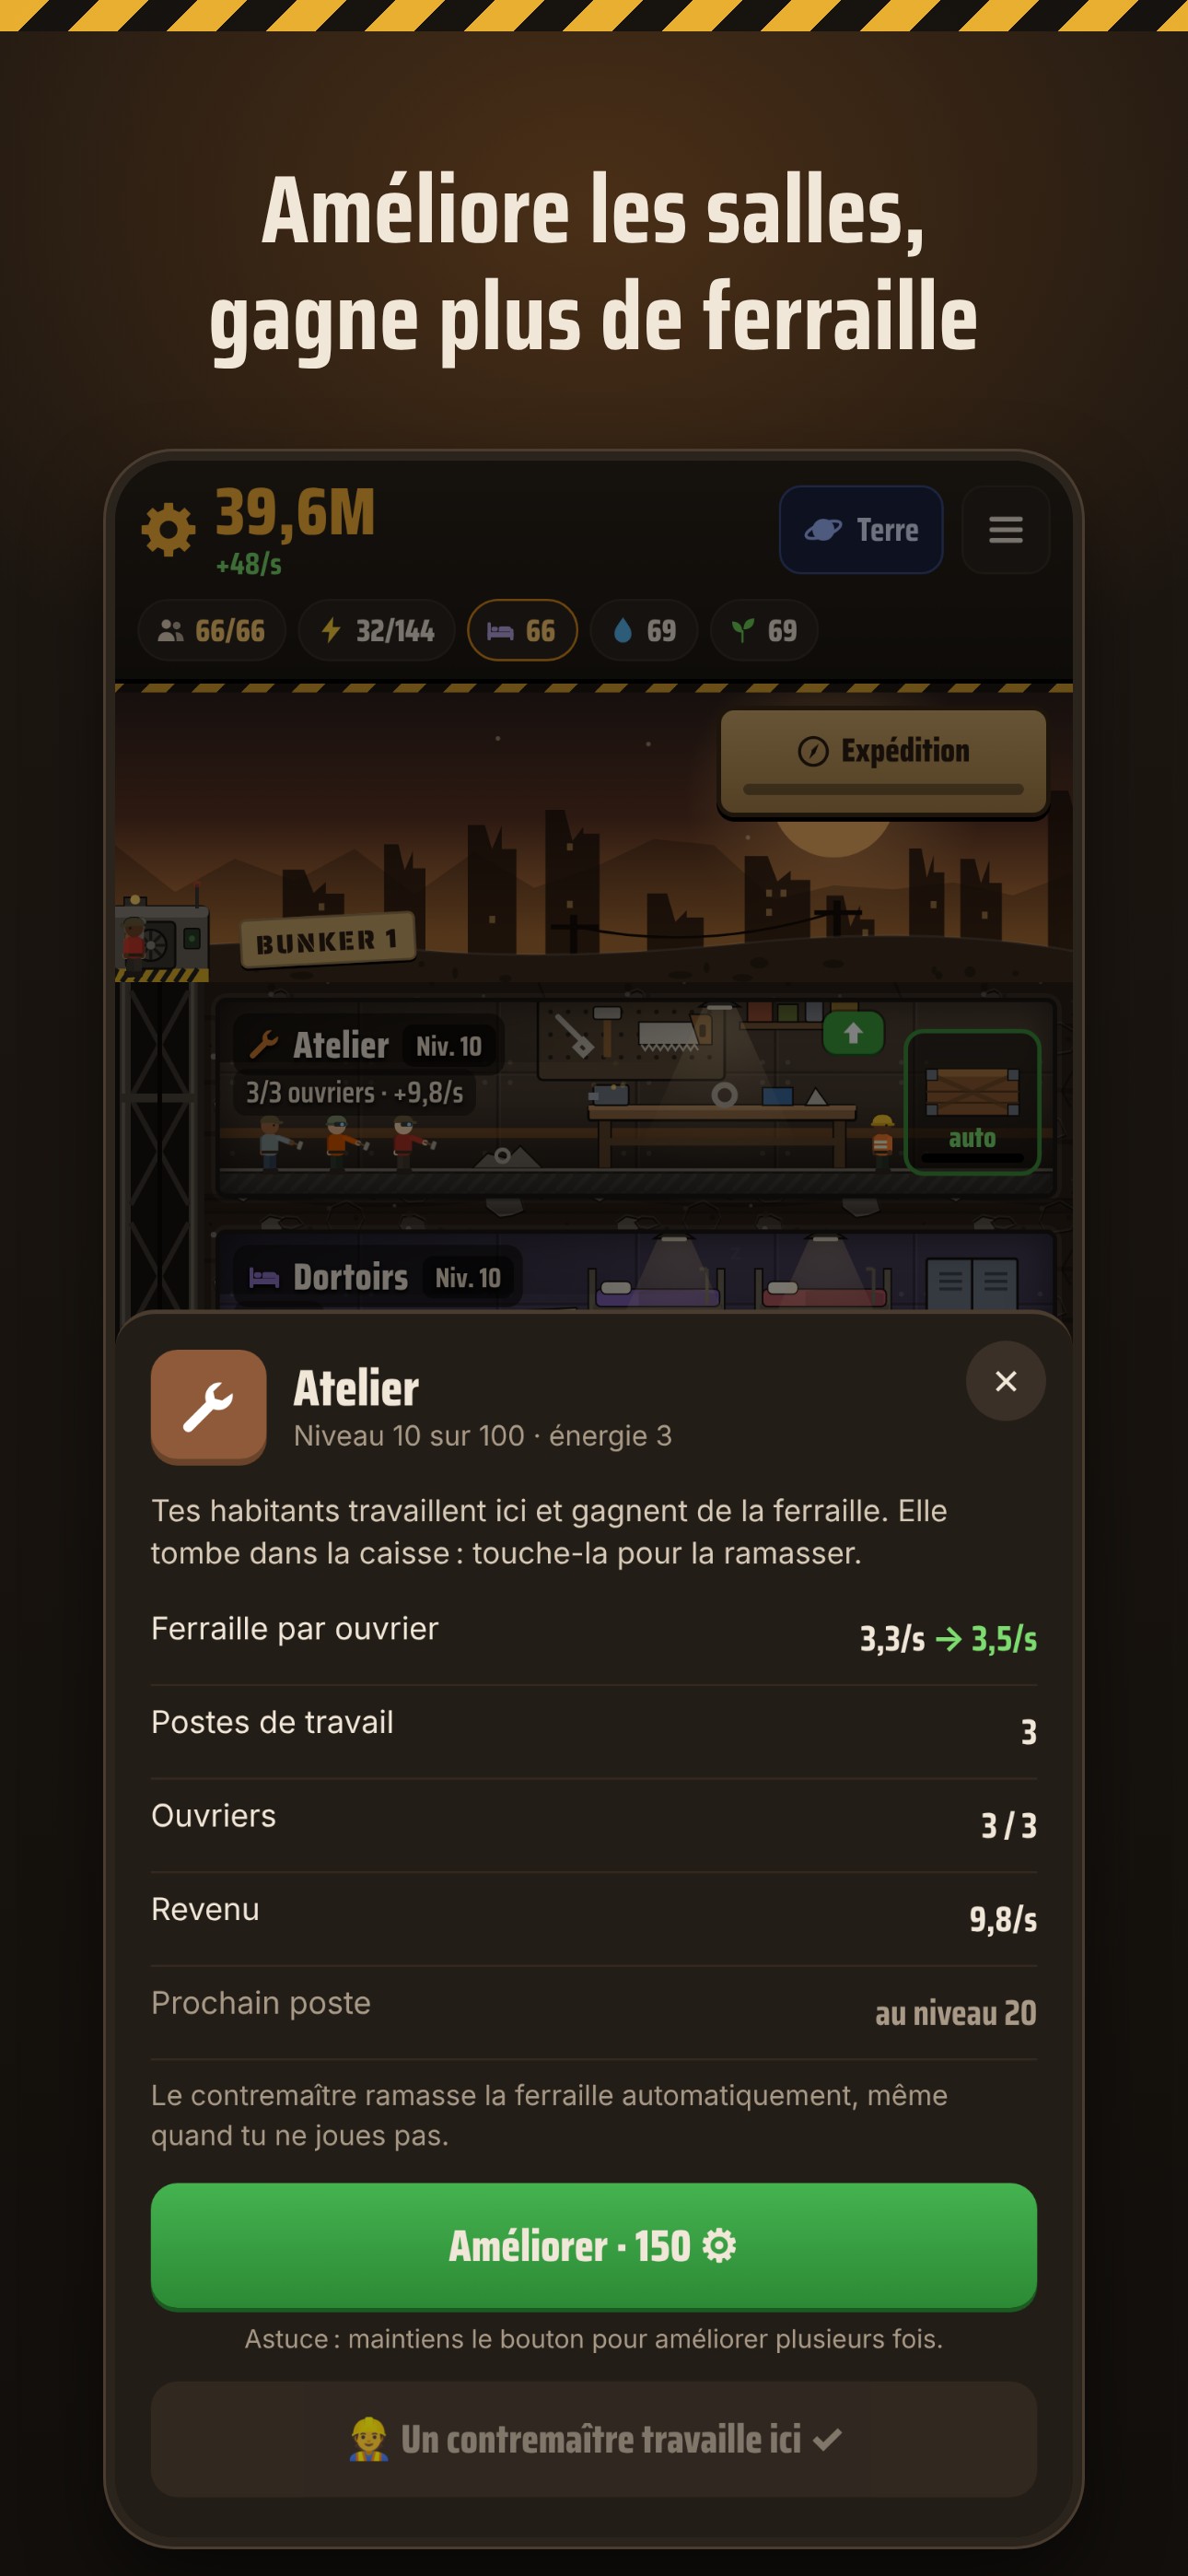 Améliore les salles,
gagne plus de ferraille
39,6M
+48/s
Terre
66/66
32/144
66
69
69
Expédition
BUNKER 1
Atelier Niv. 10
3/3 ouvriers · +9,8/s
auto
Dortoirs Niv. 10
Atelier
Niveau 10 sur 100 · énergie 3
Tes habitants travaillent ici et gagnent de la ferraille. Elle
tombe dans la caisse : touche-la pour la ramasser.
Ferraille par ouvrier 3,3/s → 3,5/s
Postes de travail 3
Ouvriers 3 / 3
Revenu 9,8/s
Prochain poste au niveau 20
Le contremaître ramasse la ferraille automatiquement, même
quand tu ne joues pas.
Améliorer · 150
Astuce : maintiens le bouton pour améliorer plusieurs fois.
Un contremaître travaille ici ✓